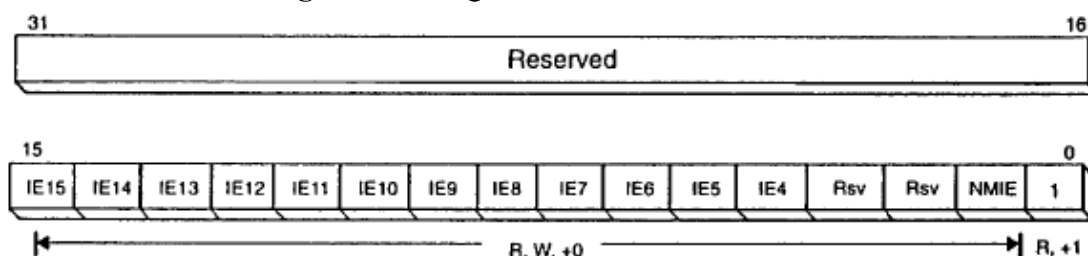 31 16
Reserved
15 0
IE15 IE14 IE13 IE12 IE11 IE10 IE9 IE8 IE7 IE6 IE5 IE4 Rsv Rsv NMIE 1
R, W, +0 R, +1